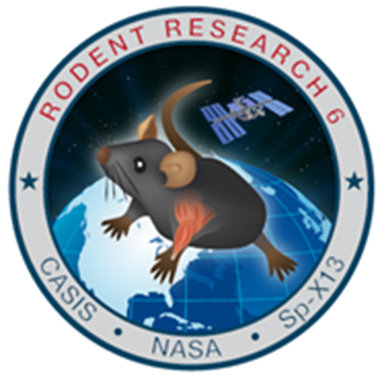 RODENT RESEARCH 6
CASIS • NASA • Sp-X13